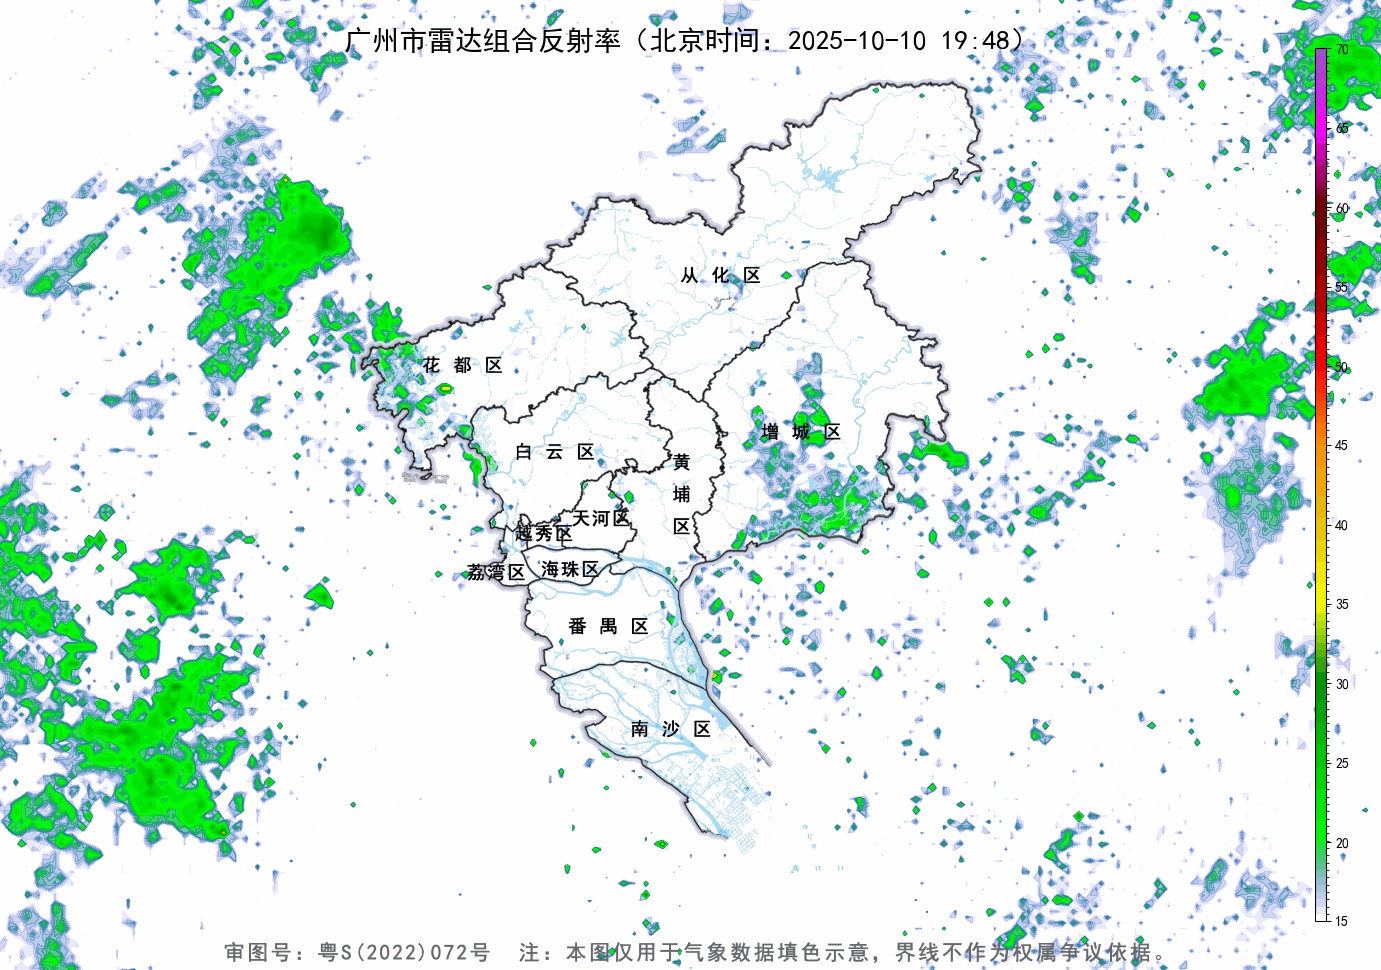 广州市雷达组合反射率（北京时间：2025-10-10 19:48）
70
65
60
55
50
45
40
35
30
25
20
15
从化区
花都区
增城区
白云区
黄埔区
天河区
越秀区
荔湾区
海珠区
番禺区
南沙区
审图号：粤S(2022)072号 注：本图仅用于气象数据填色示意，界线不作为权属争议依据。